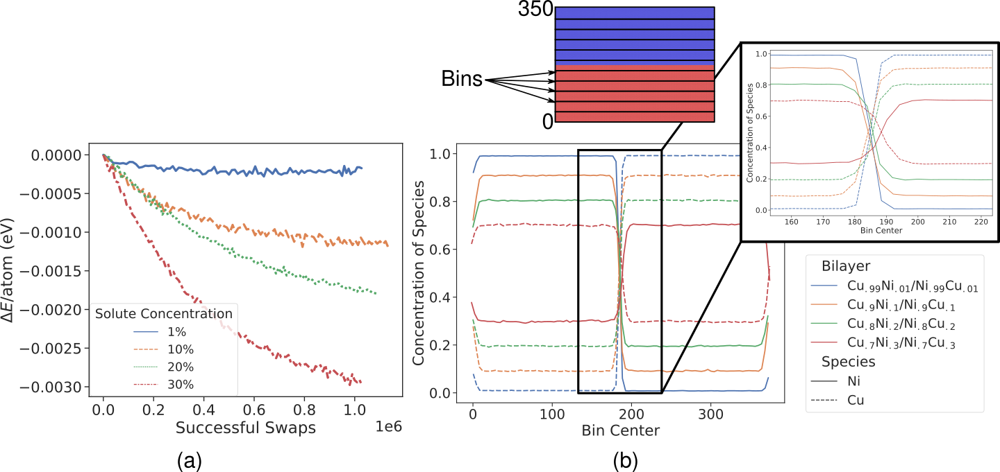 350
Bins
0
1.0
0.8
0.6
0.4
0.2
0.0
Concentration of Species
160 170 180 190 200 210 220
Bin Center
0.0000
−0.0005
−0.0010
−0.0015
−0.0020
−0.0025
−0.0030
ΔE/atom (eV)
Solute Concentration
1%
10%
20%
30%
0.0 0.2 0.4 0.6 0.8 1.0
1e6
Successful Swaps
(a)
1.0
0.8
0.6
0.4
0.2
0.0
Concentration of Species
0 100 200 300
Bin Center
(b)
Bilayer
Cu.99Ni.01/Ni.99Cu.01
Cu.9Ni.1/Ni.9Cu.1
Cu.8Ni.2/Ni.8Cu.2
Cu.7Ni.3/Ni.7Cu.3
Species
Ni
Cu